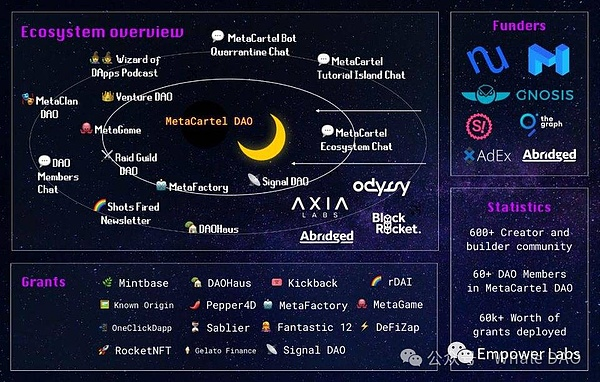 Ecosystem overview
MetaCartel Bot
Quarrantine Chat
Wizard of
DApps Podcast
MetaCartel
Tutorial Island Chat
MetaClan
DAO
Venture DAO
MetaCartel DAO
MetaGame
MetaCartel
Ecosystem Chat
DAO
Members
Chat
Raid Guild
DAO
MetaFactory
Signal DAO
Shots Fired
Newsletter
DAOHaus
odyssy
AXIA
LABS
Block
Rocket.
Abridged
Funders
GNOSIS
S!
the
graph
AdEx
Abridged
Statistics
600+ Creator and
builder community
60+ DAO Members
in MetaCartel DAO
60k+ Worth of
grants deployed
Grants
Mintbase
DAOHaus
Kickback
rDAI
Known Origin
Pepper4D
MetaFactory
MetaGame
OneClickDapp
Sablier
Fantastic 12
DeFiZap
RocketNFT
Gelato Finance
Signal DAO
Whale DAO
Empower Labs